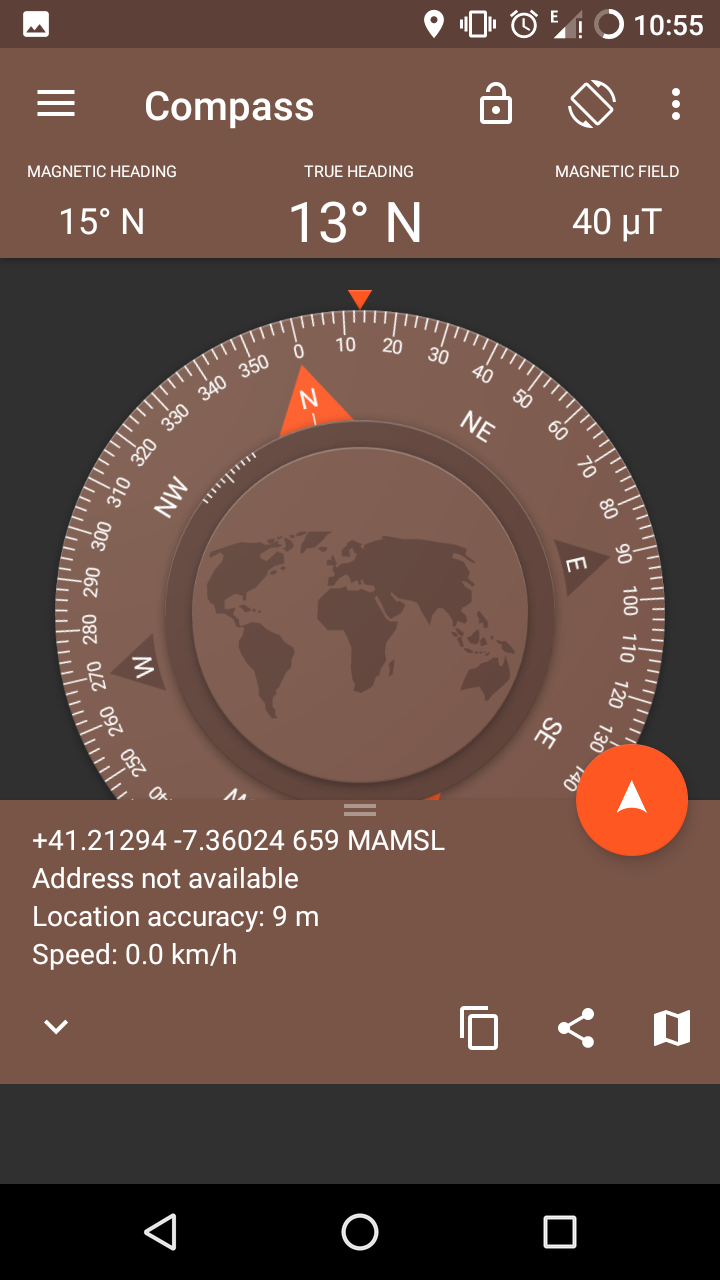 E ! 10:55
Compass
MAGNETIC HEADING TRUE HEADING MAGNETIC FIELD
15° N 13° N 40 µT
0 10 20 30 40 50 60 70 80 90 100 110 120 130 140
350 340 330 320 310 300 290 280 270 260 250
N
NE
NW
E
W
SE
+41.21294 -7.36024 659 MAMSL
Address not available
Location accuracy: 9 m
Speed: 0.0 km/h